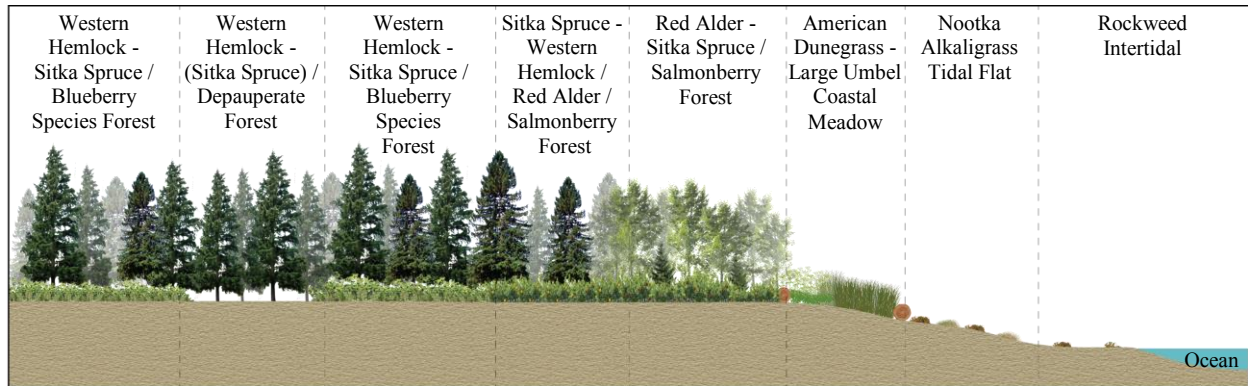 Western
Hemlock -
Sitka Spruce /
Blueberry
Species Forest
Western
Hemlock -
(Sitka Spruce) /
Depauperate
Forest
Western
Hemlock -
Sitka Spruce /
Blueberry
Species
Forest
Sitka Spruce -
Western
Hemlock /
Red Alder /
Salmonberry
Forest
Red Alder -
Sitka Spruce /
Salmonberry
Forest
American
Dunegrass -
Large Umbel
Coastal
Meadow
Nootka
Alkaligrass
Tidal Flat
Rockweed
Intertidal
Ocean